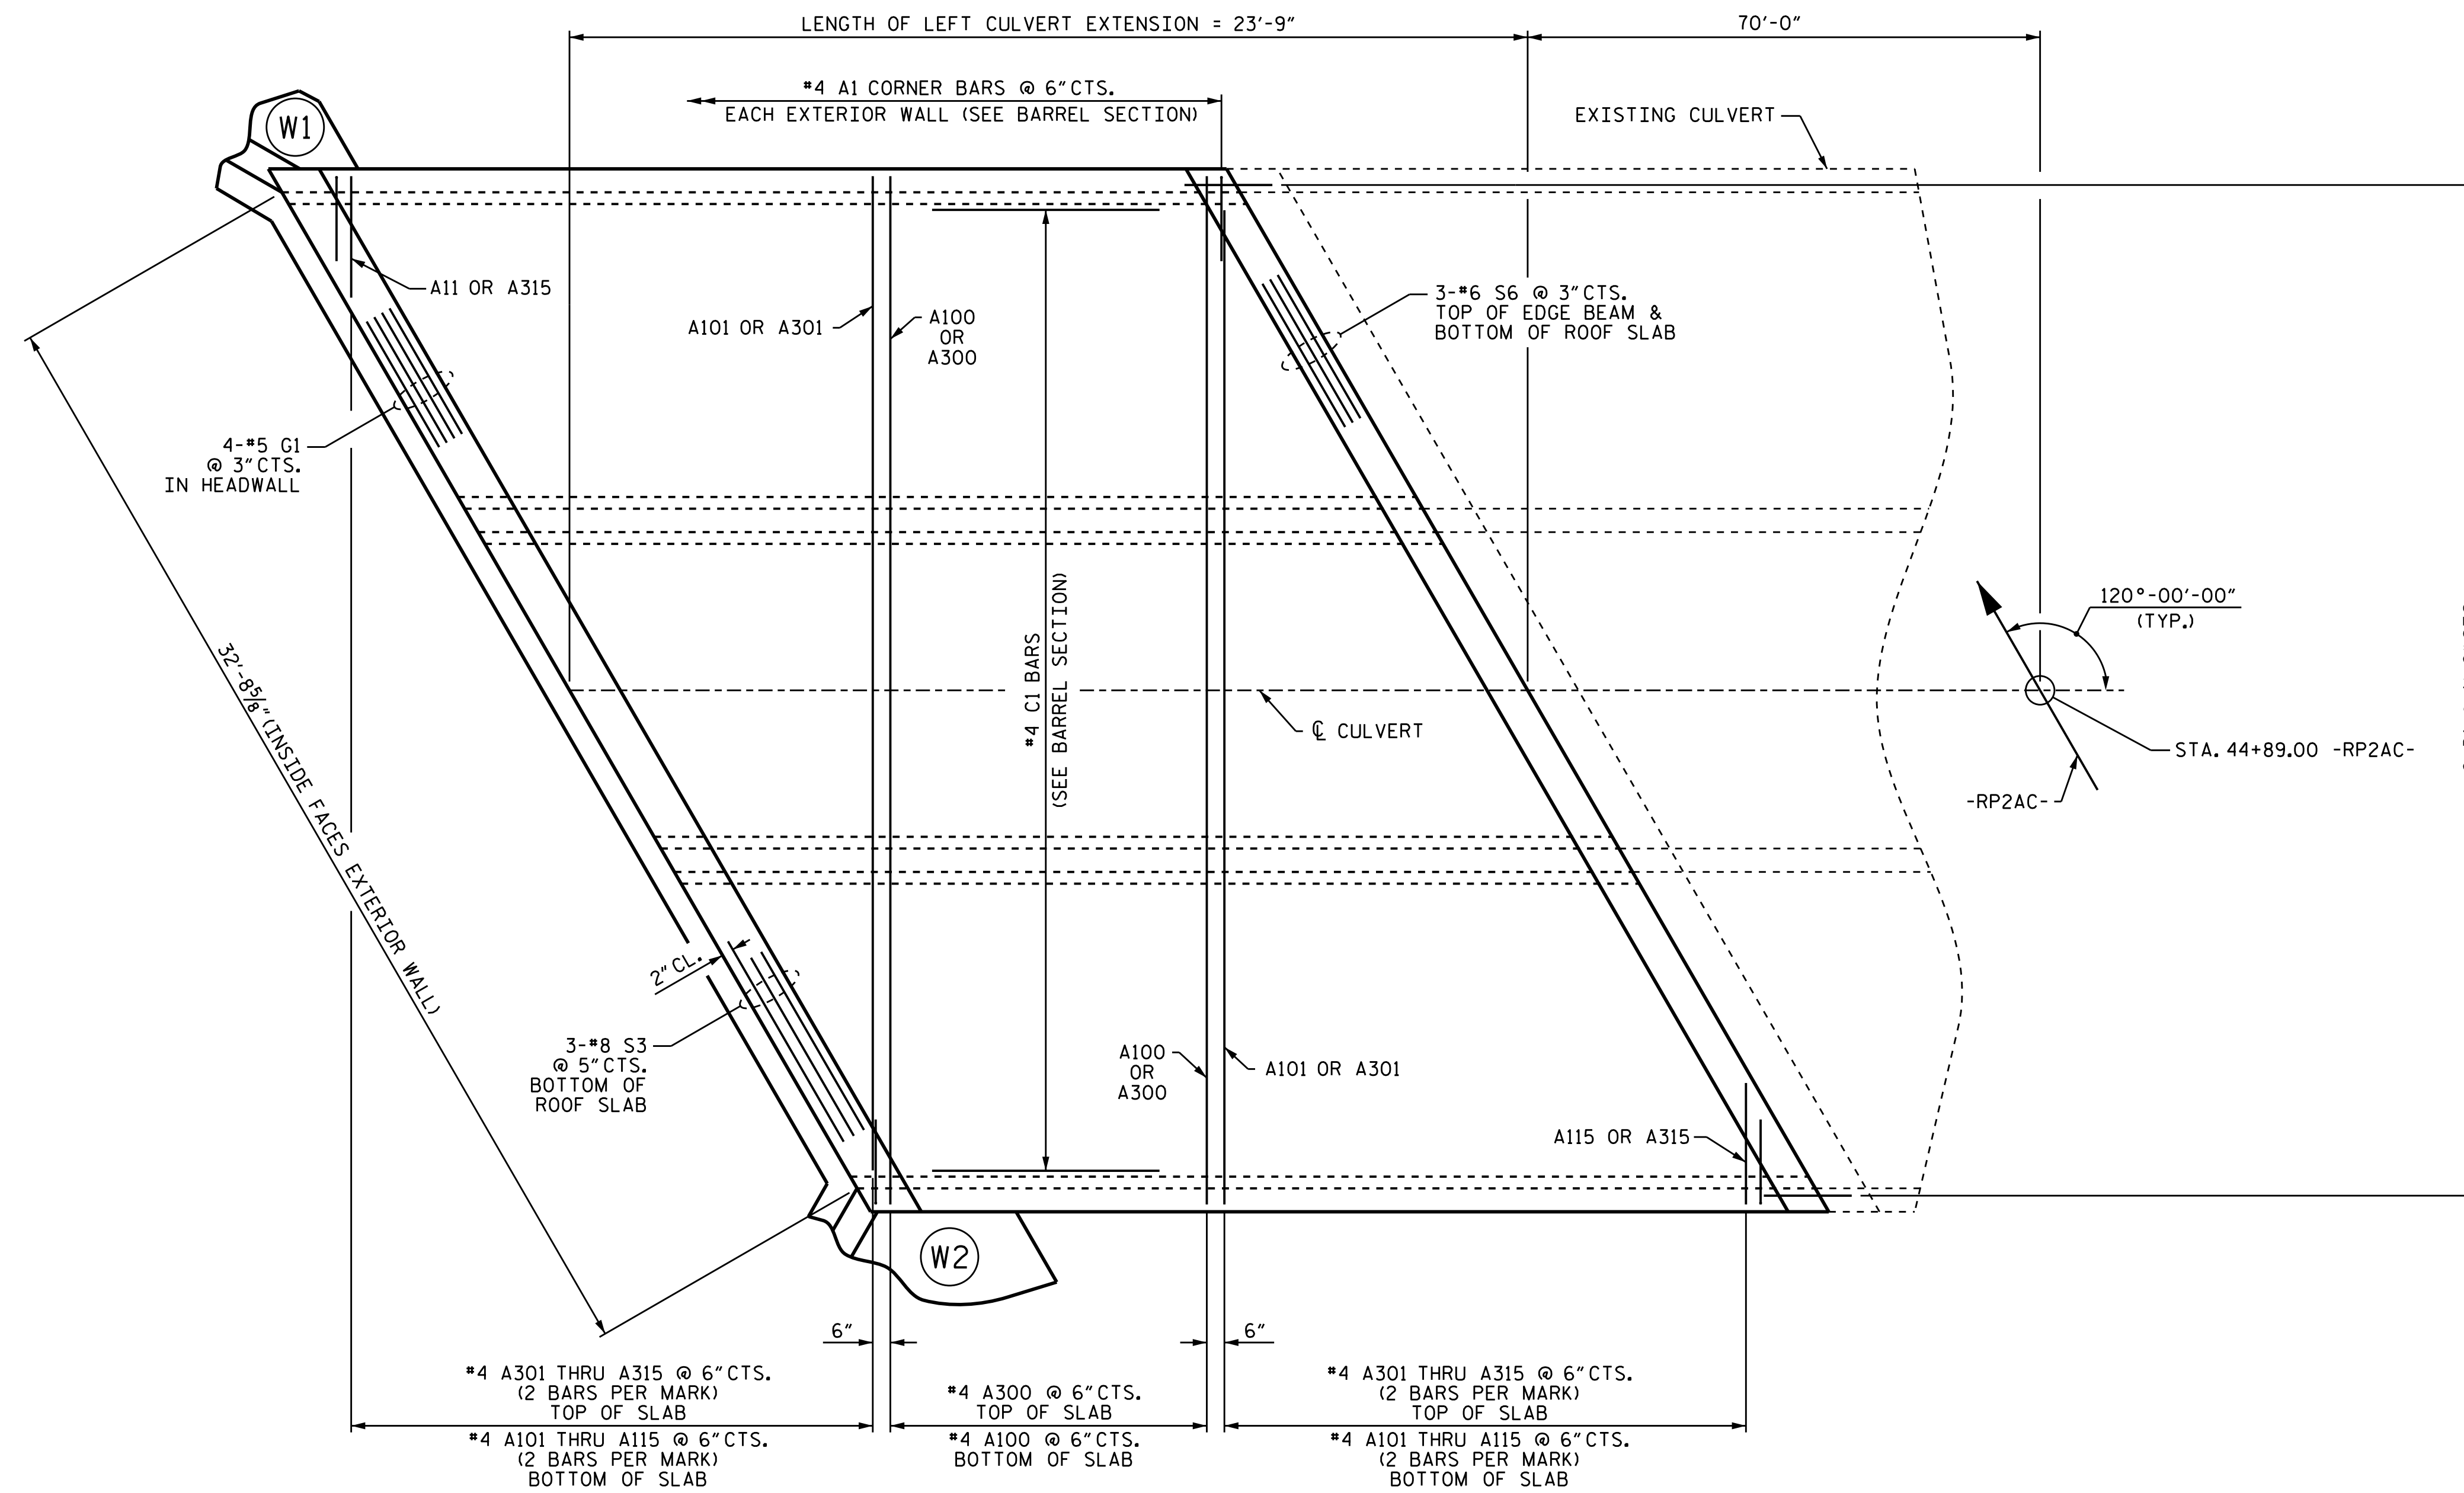 LENGTH OF LEFT CULVERT EXTENSION = 23'-9"
70'-0"
#4 A1 CORNER BARS @ 6"CTS.
EACH EXTERIOR WALL (SEE BARREL SECTION)
EXISTING CULVERT
W1
A11 OR A315
A101 OR A301
A100
OR
A300
3-#6 S6 @ 3"CTS.
TOP OF EDGE BEAM &
BOTTOM OF ROOF SLAB
4-#5 G1
@ 3"CTS.
IN HEADWALL
#4 C1 BARS
(SEE BARREL SECTION)
120°-00'-00"
(TYP.)
32'-8 5/8"(INSIDE FACES EXTERIOR WALL)
℄ CULVERT
STA. 44+89.00 -RP2AC-
-RP2AC-
2"CL.
3-#8 S3
@ 5"CTS.
BOTTOM OF
ROOF SLAB
A100
OR
A300
A101 OR A301
A115 OR A315
W2
6"
6"
#4 A301 THRU A315 @ 6"CTS.
(2 BARS PER MARK)
TOP OF SLAB
#4 A101 THRU A115 @ 6"CTS.
(2 BARS PER MARK)
BOTTOM OF SLAB
#4 A300 @ 6"CTS.
TOP OF SLAB
#4 A100 @ 6"CTS.
BOTTOM OF SLAB
#4 A301 THRU A315 @ 6"CTS.
(2 BARS PER MARK)
TOP OF SLAB
#4 A101 THRU A115 @ 6"CTS.
(2 BARS PER MARK)
BOTTOM OF SLAB